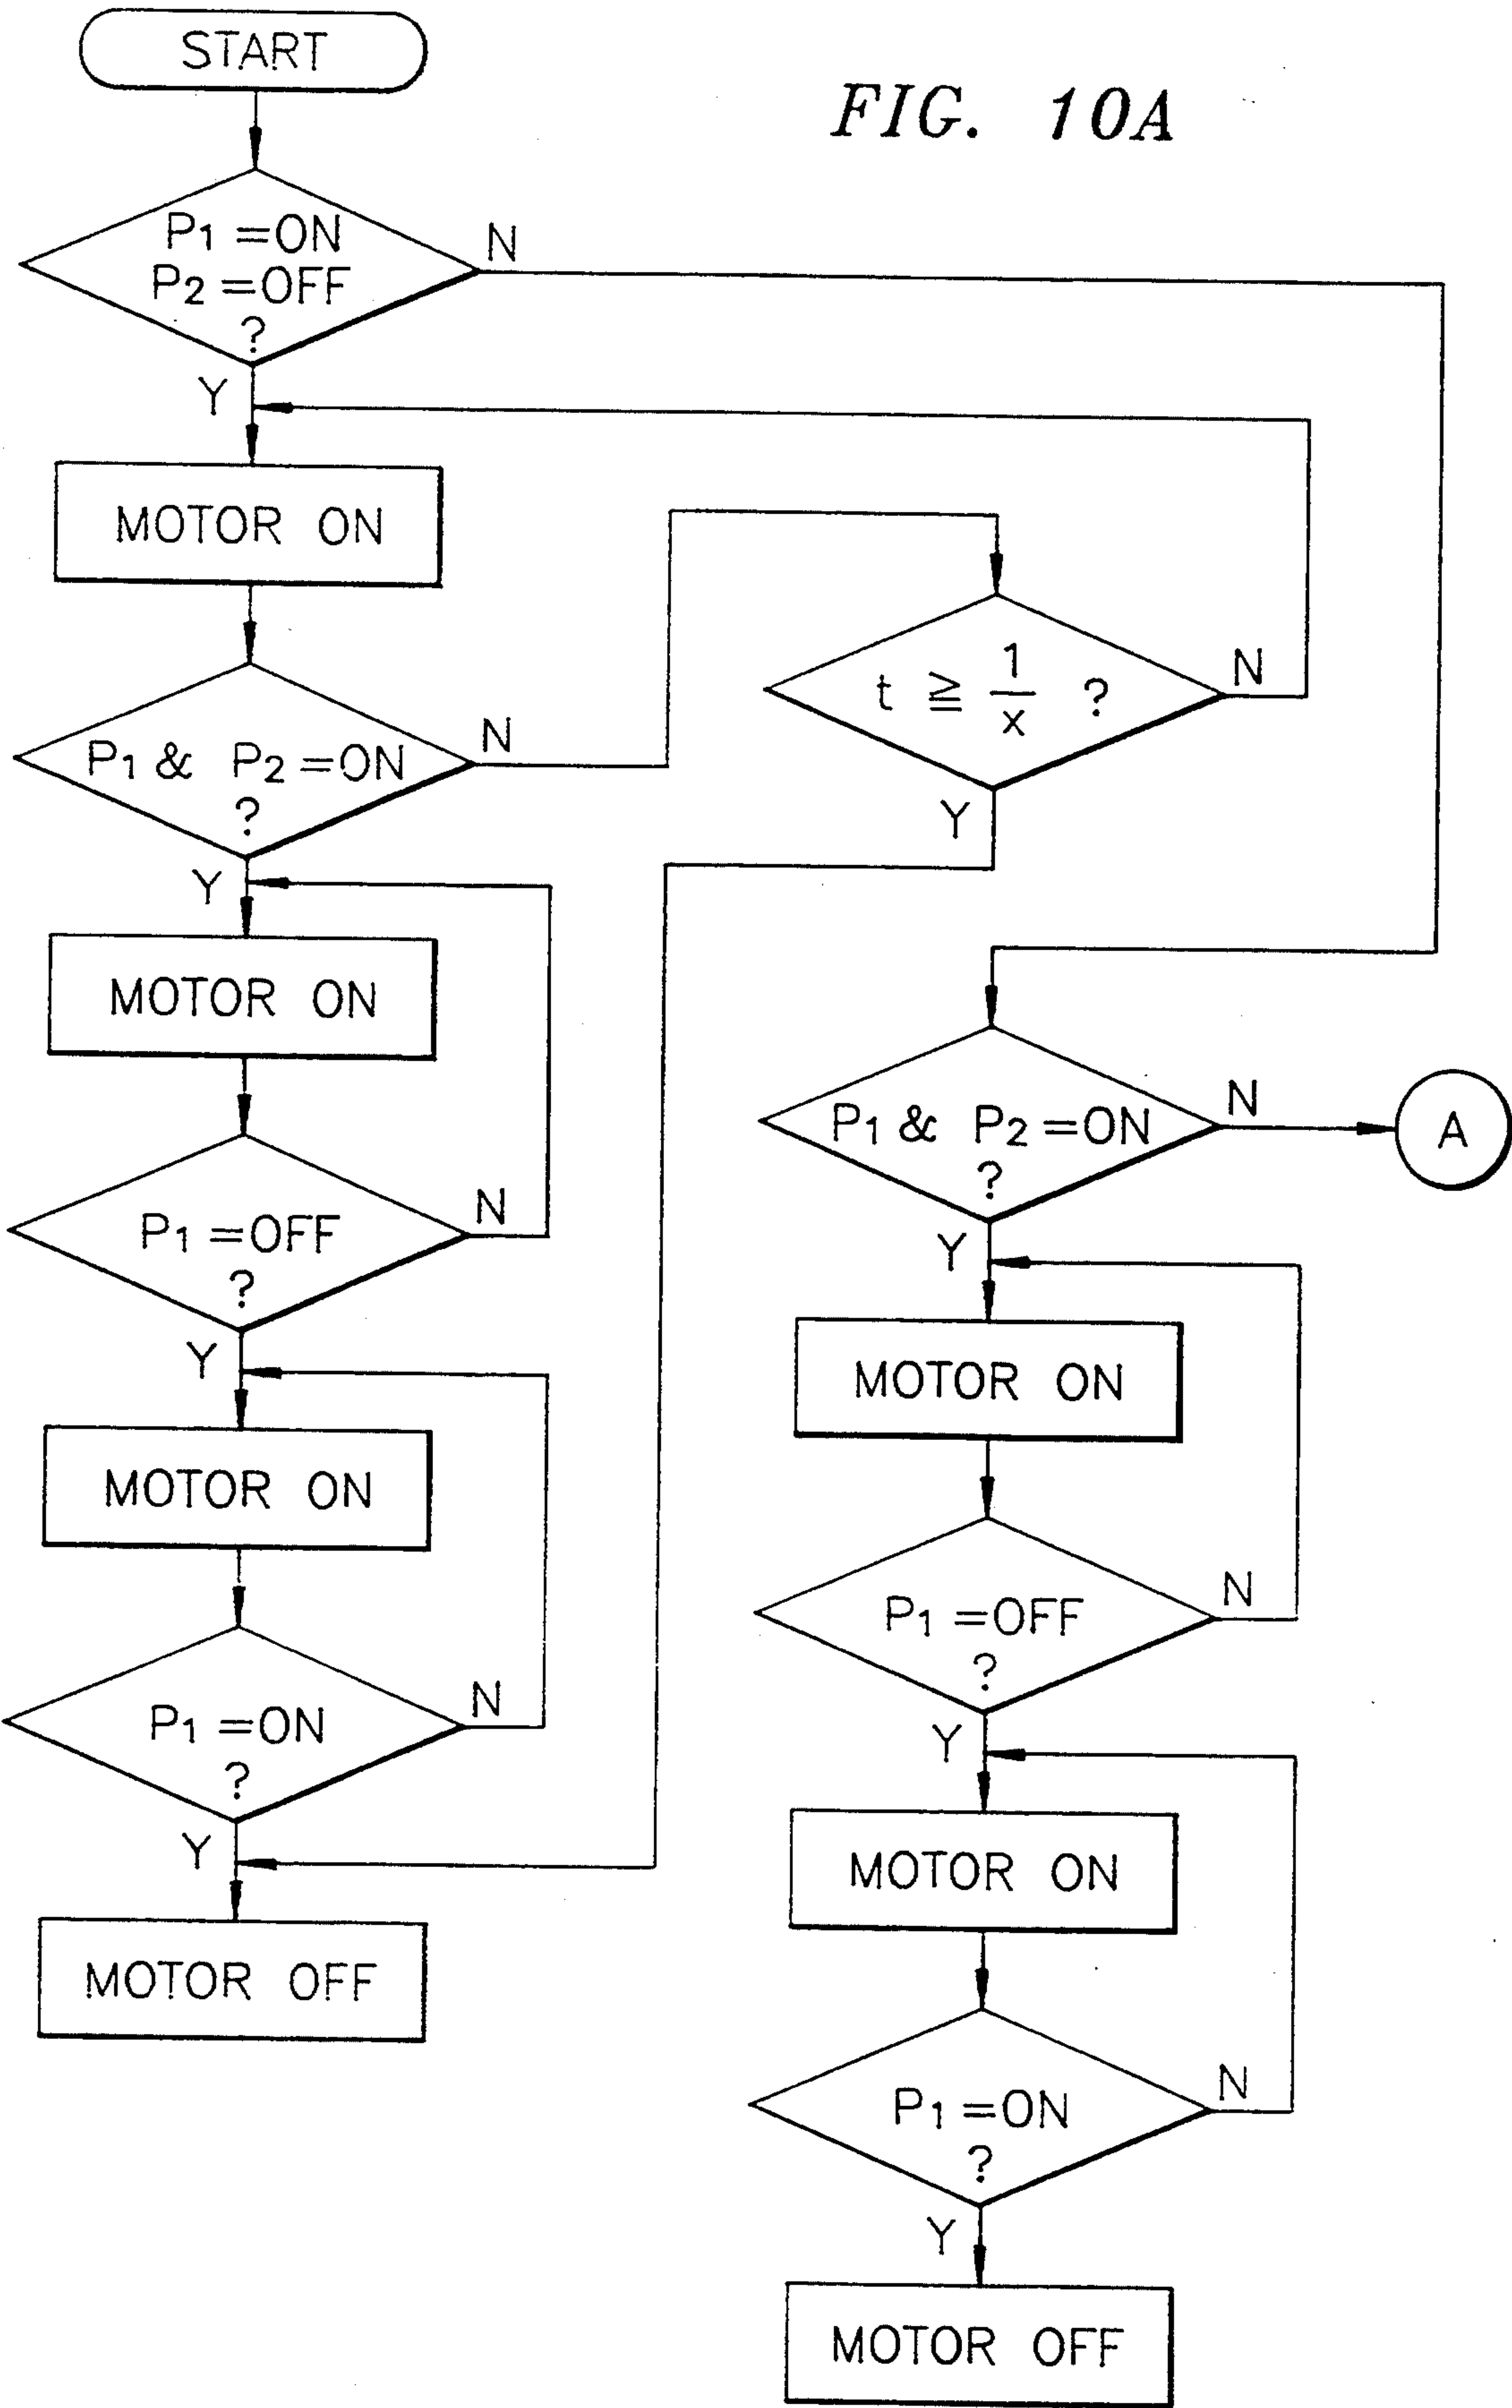 START
FIG. 10A
P1 =ON
P2 =OFF
?
N
Y
MOTOR ON
P1 & P2 =ON
?
N
Y
t ≧ 1/x ?
N
Y
MOTOR ON
P1 =OFF
?
N
Y
MOTOR ON
P1 =ON
?
N
Y
MOTOR OFF
P1 & P2 =ON
?
N
A
Y
MOTOR ON
P1 =OFF
?
N
Y
MOTOR ON
P1 =ON
?
N
Y
MOTOR OFF